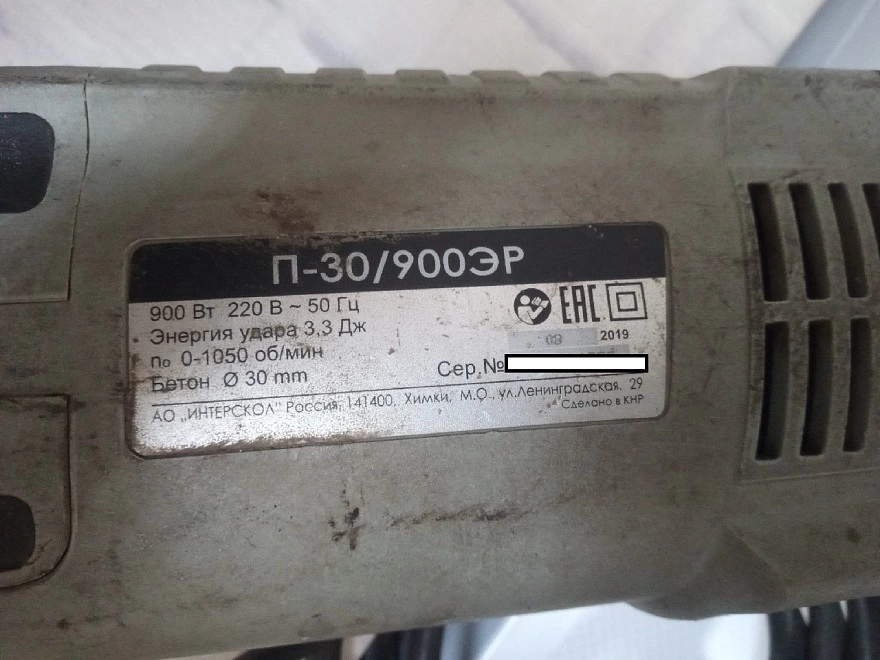 П-30/900ЭР
900 Вт 220 В ~ 50 Гц
Энергия удара 3,3 Дж
n₀ 0-1050 об/мин
Бетон Ø 30 mm
EAC
08 2019
Сер.№
АО „ИНТЕРСКОЛ" Россия, 141400, Химки, М.О., ул.Ленинградская, 29
Сделано в КНР